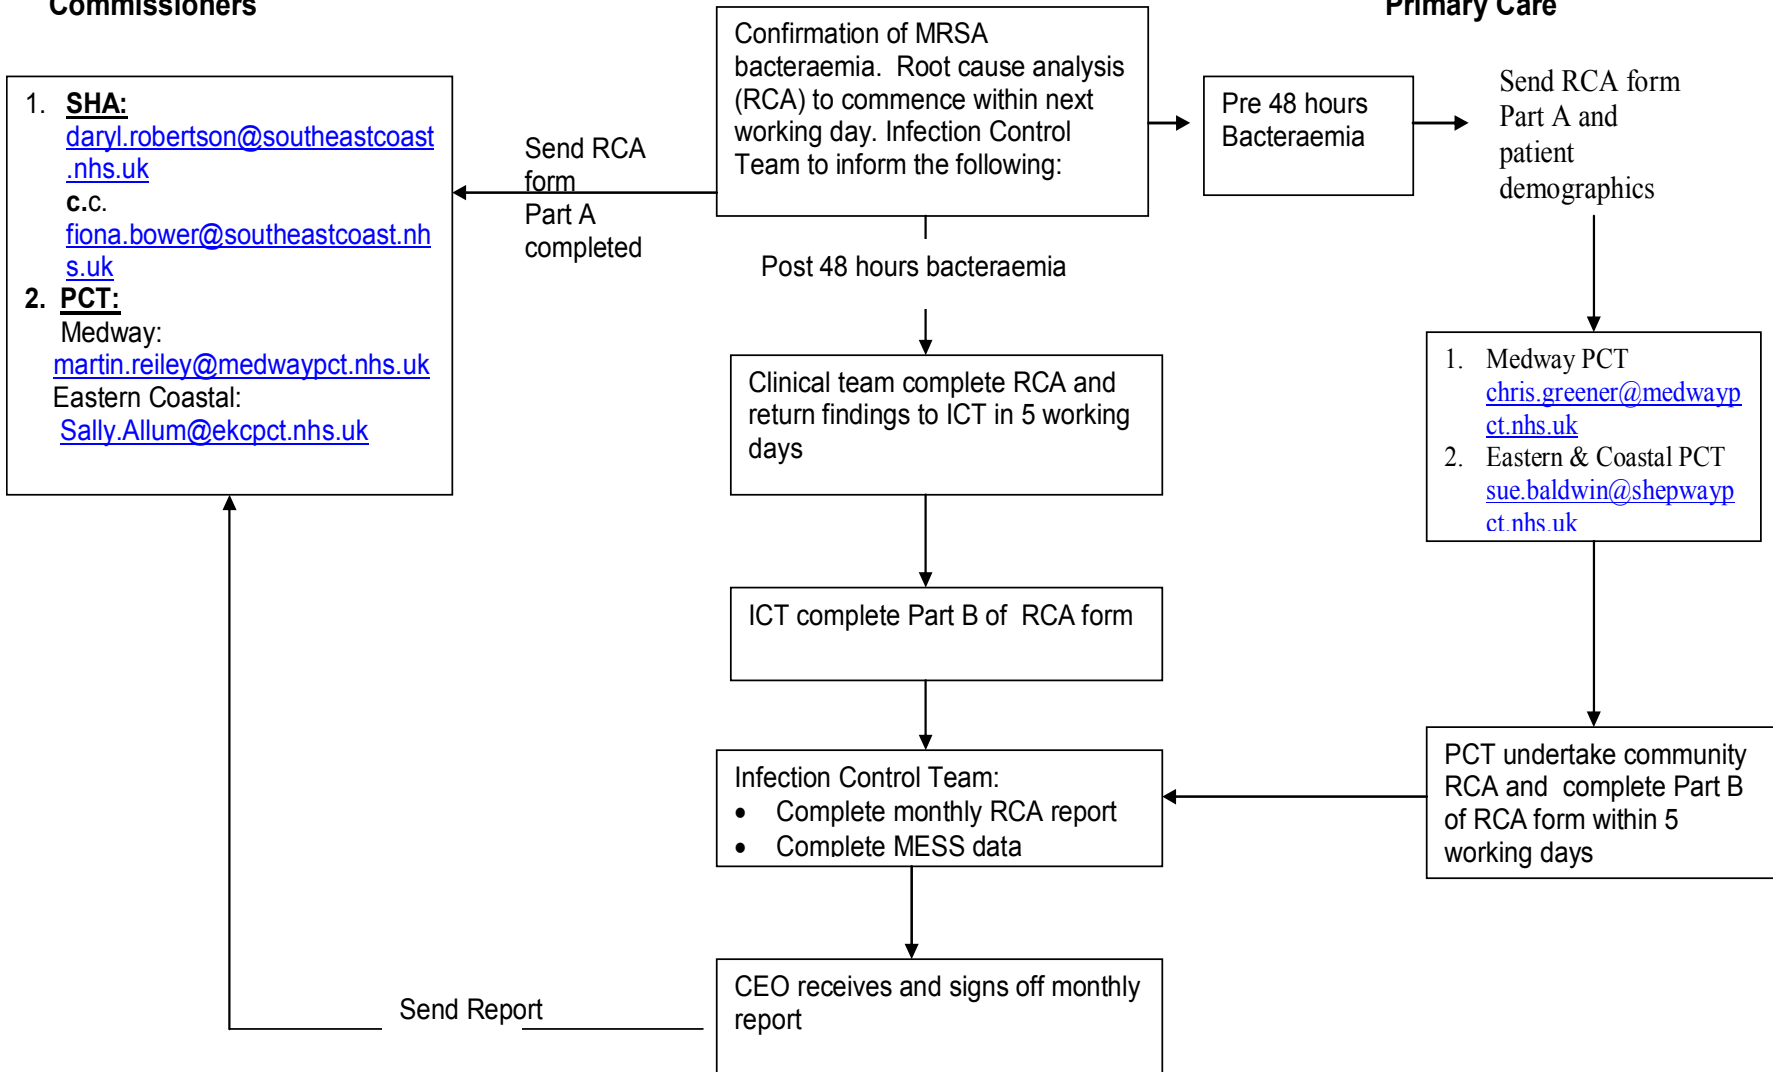 Commissioners
Primary Care
Confirmation of MRSA
bacteraemia. Root cause analysis
(RCA) to commence within next
working day. Infection Control
Team to inform the following:
1. SHA:
daryl.robertson@southeastcoast
.nhs.uk
c.c.
fiona.bower@southeastcoast.nh
s.uk
2. PCT:
Medway:
martin.reiley@medwaypct.nhs.uk
Eastern Coastal:
Sally.Allum@ekcpct.nhs.uk
Send RCA
form
Part A
completed
Pre 48 hours
Bacteraemia
Send RCA form
Part A and
patient
demographics
Post 48 hours bacteraemia
Clinical team complete RCA and
return findings to ICT in 5 working
days
1. Medway PCT
chris.greener@medwayp
ct.nhs.uk
2. Eastern & Coastal PCT
sue.baldwin@shepwayp
ct.nhs.uk
ICT complete Part B of RCA form
Infection Control Team:
• Complete monthly RCA report
• Complete MESS data
PCT undertake community
RCA and complete Part B
of RCA form within 5
working days
CEO receives and signs off monthly
report
Send Report